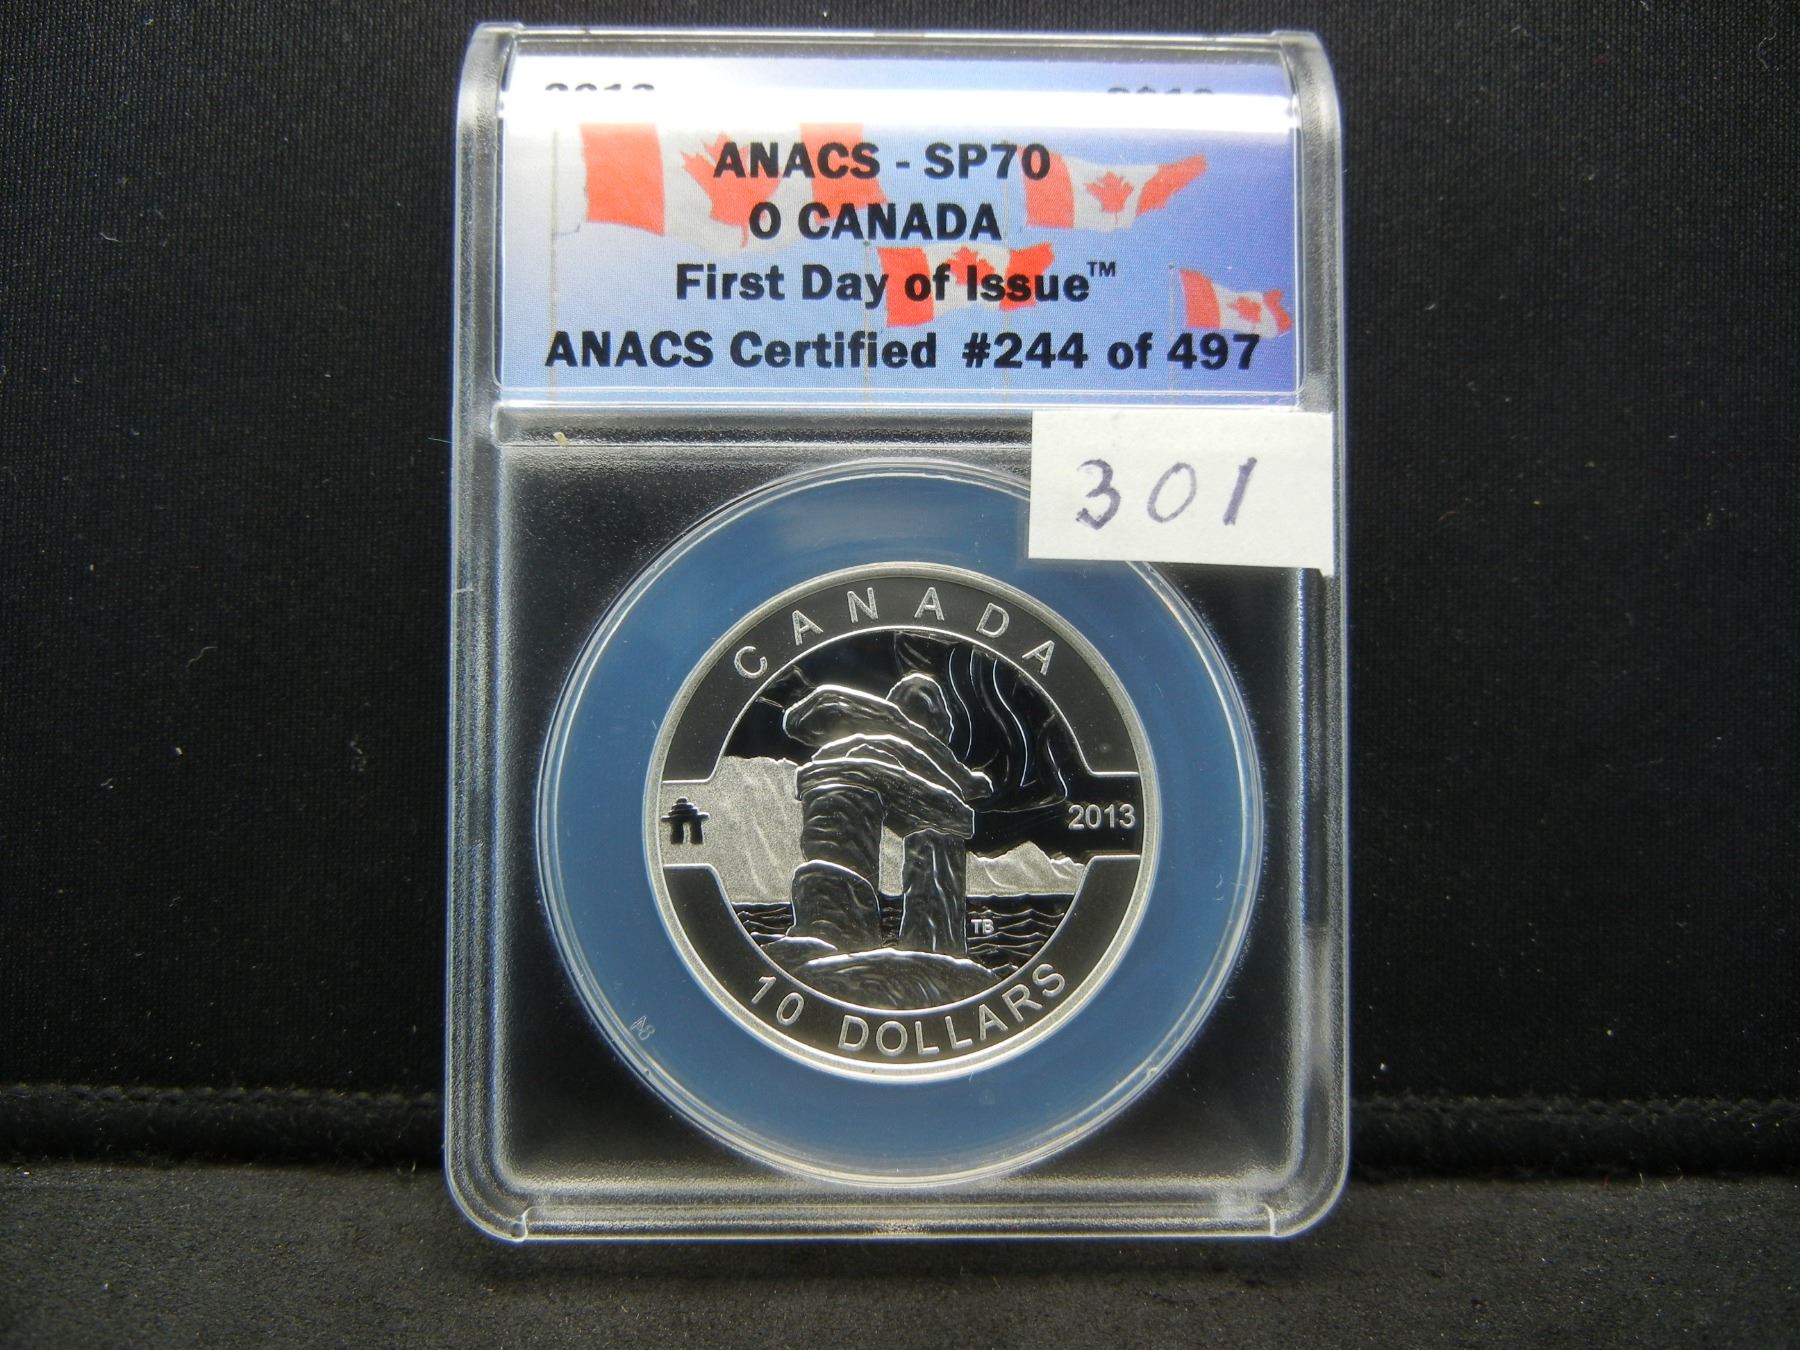 ANACS - SP70
O CANADA
First Day of Issue™
ANACS Certified #244 of 497
301
CANADA
2013
TB
10 DOLLARS